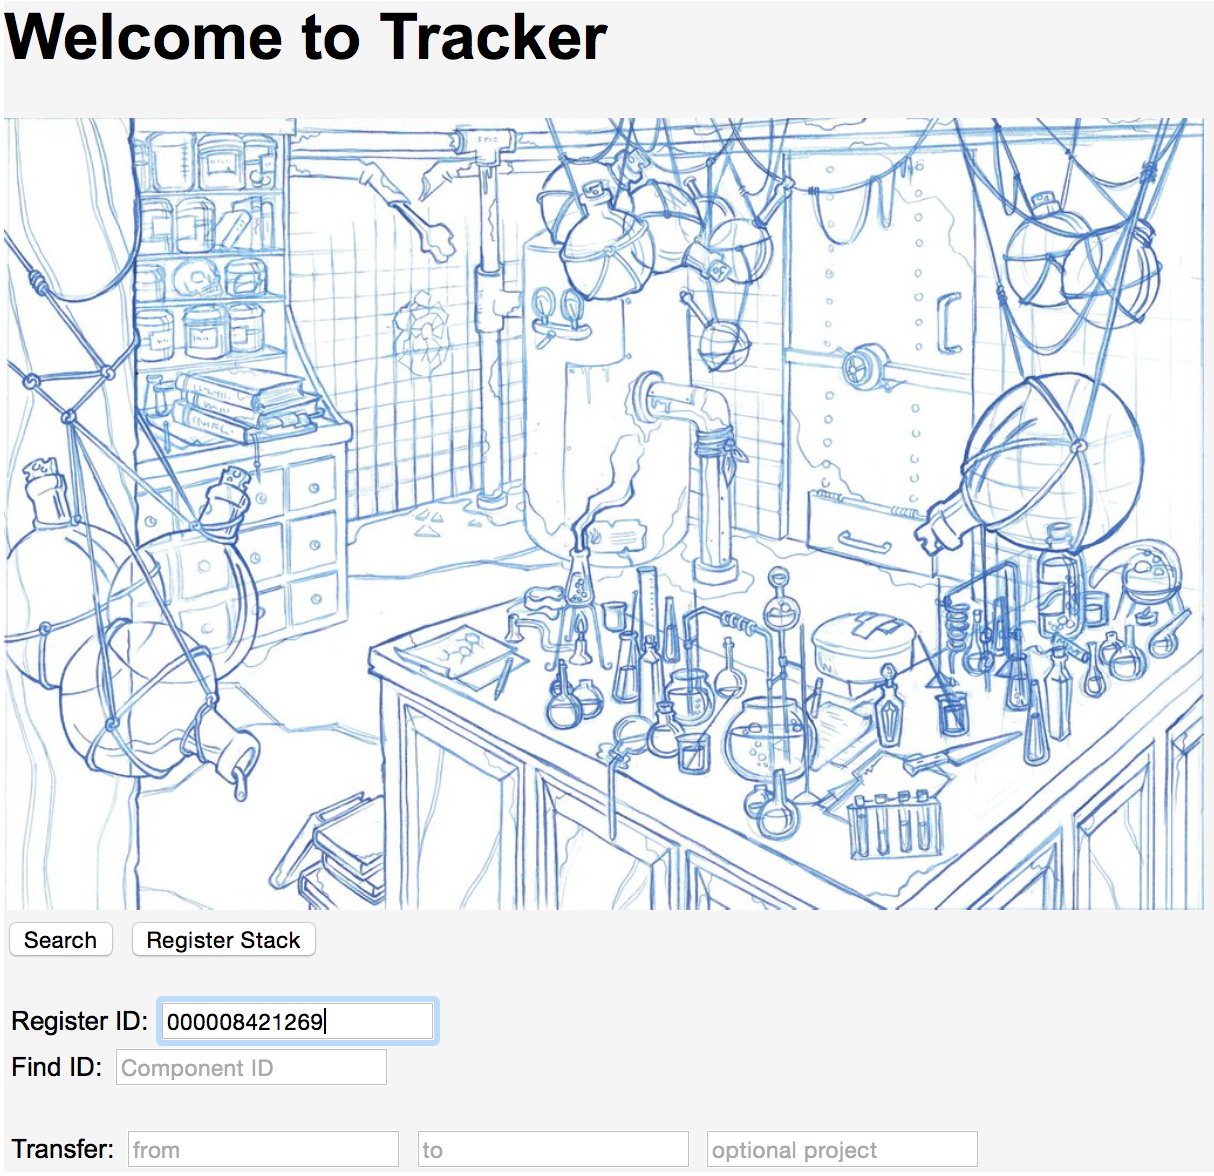 Welcome to Tracker
Search Register Stack
Register ID: 000008421269
Find ID: Component ID
Transfer: from to optional project